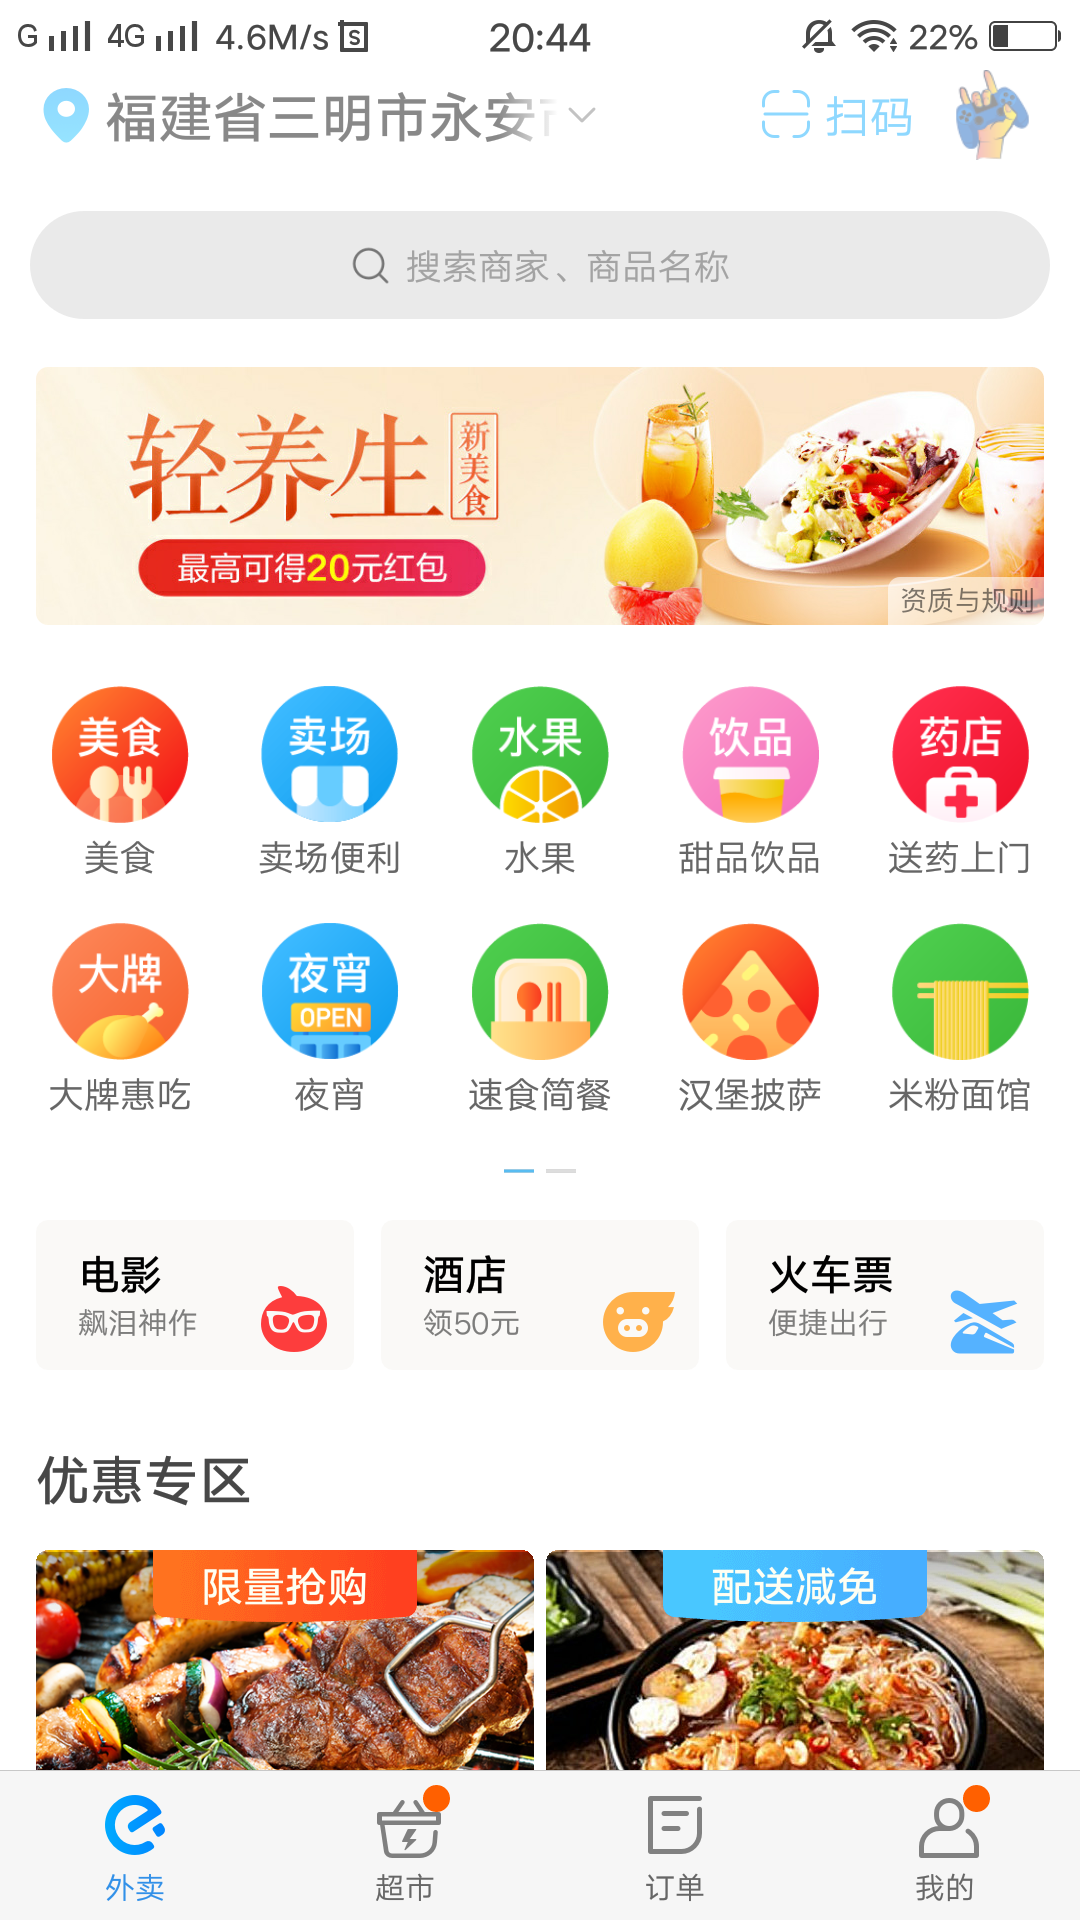 G 4G 4.6M/s S 20:44 22%
福建省三明市永安 扫码
搜索商家、商品名称
轻养生 新美食
最高可得20元红包
资质与规则
美食 卖场 水果 饮品 药店
美食 卖场便利 水果 甜品饮品 送药上门
大牌 夜宵
OPEN
大牌惠吃 夜宵 速食简餐 汉堡披萨 米粉面馆
电影 酒店 火车票
飙泪神作 领50元 便捷出行
优惠专区
限量抢购 配送减免
外卖 超市 订单 我的